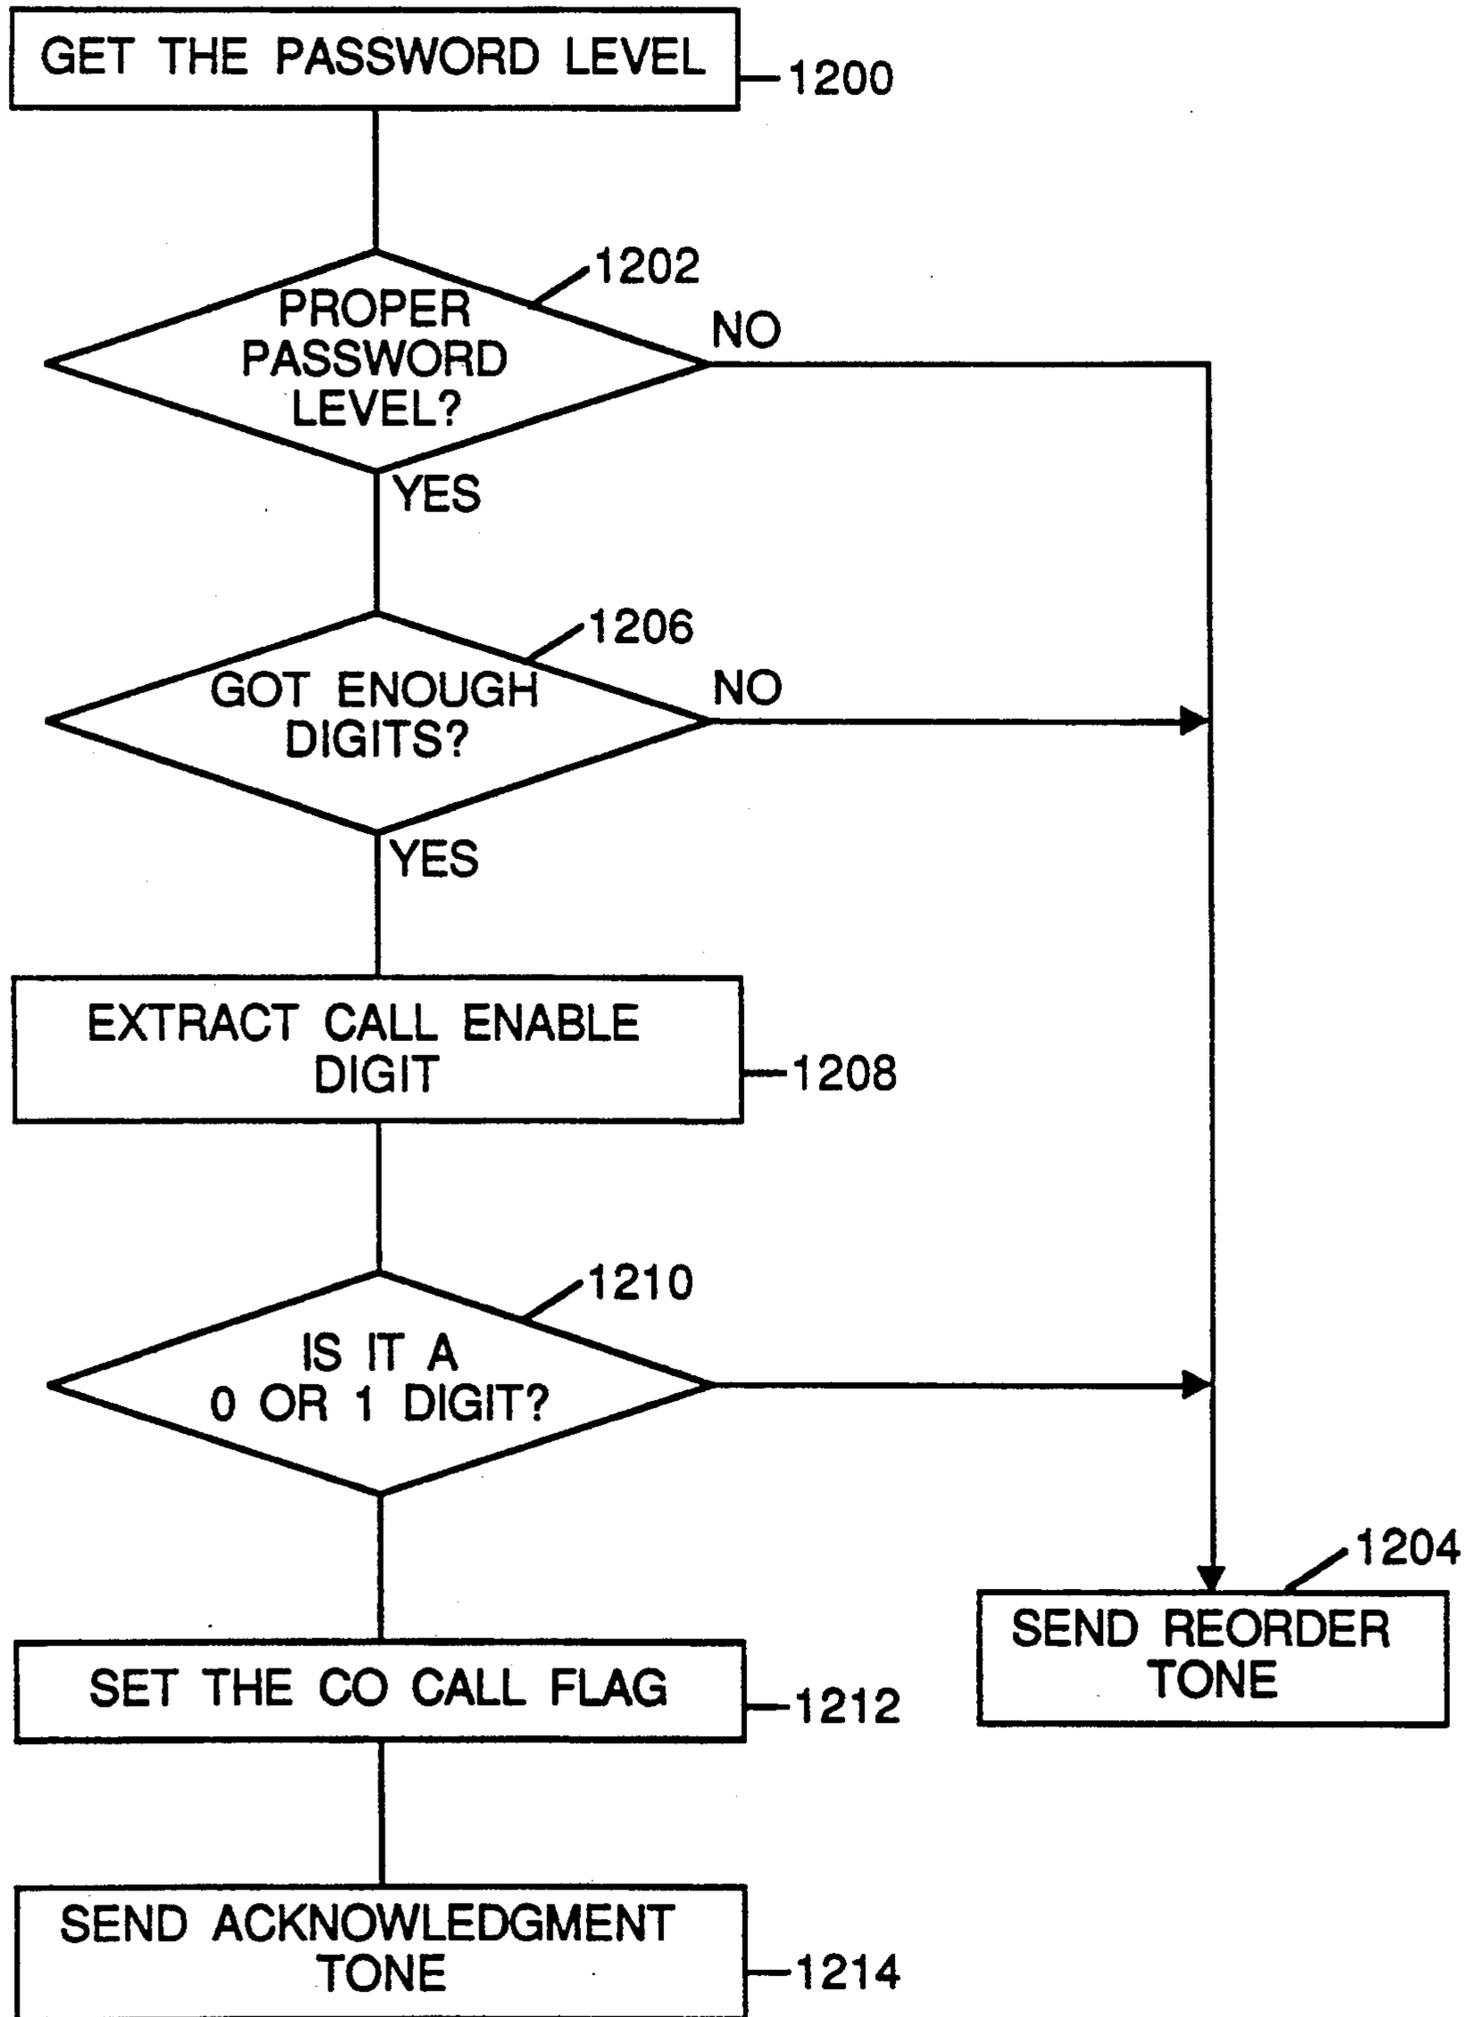 GET THE PASSWORD LEVEL
1200
1202
PROPER
PASSWORD
LEVEL?
NO
YES
1206
GOT ENOUGH
DIGITS?
NO
YES
EXTRACT CALL ENABLE
DIGIT
1208
1210
IS IT A
0 OR 1 DIGIT?
1204
SEND REORDER
TONE
SET THE CO CALL FLAG
1212
SEND ACKNOWLEDGMENT
TONE
1214